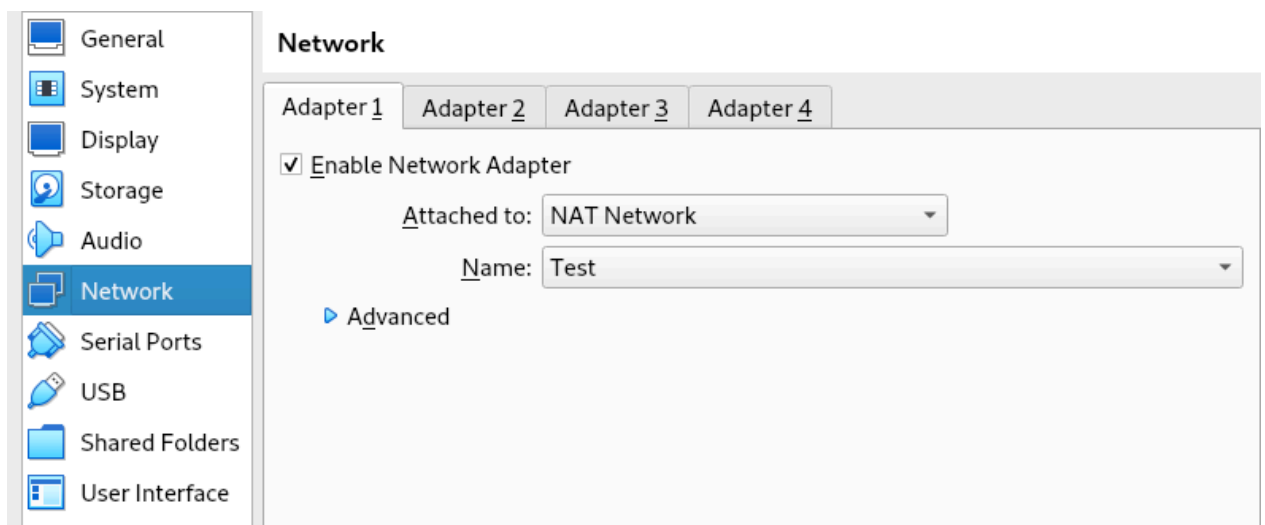 General
System
Display
Storage
Audio
Network
Serial Ports
USB
Shared Folders
User Interface
Network
Adapter 1 Adapter 2 Adapter 3 Adapter 4
Enable Network Adapter
Attached to: NAT Network
Name: Test
Advanced